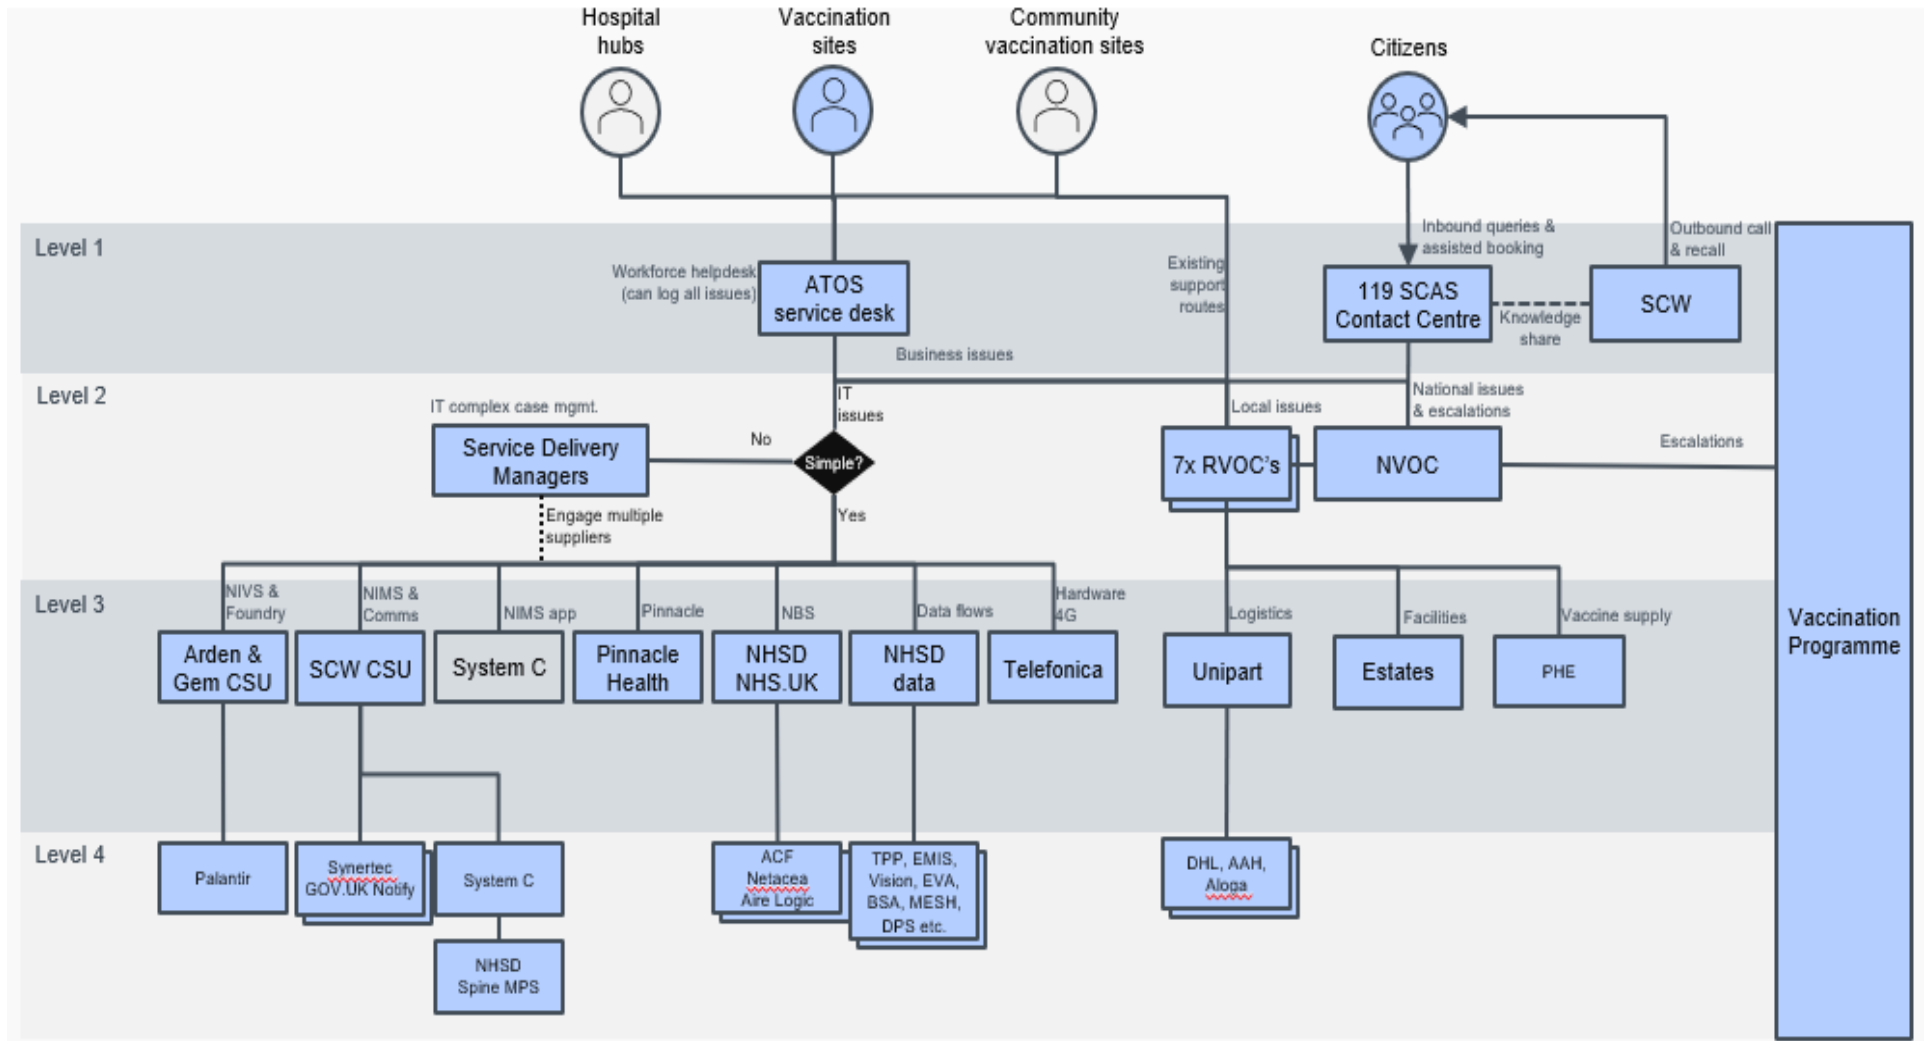 Hospital
hubs
Vaccination
sites
Community
vaccination sites
Citizens
Level 1
Workforce helpdesk
(can log all issues)
ATOS
service desk
Existing
support
routes
Inbound queries &
assisted booking
Outbound call
& recall
119 SCAS
Contact Centre
Knowledge
share
SCW
Business issues
Level 2
IT complex case mgmt.
Service Delivery
Managers
No
IT
issues
Simple?
Yes
Engage multiple
suppliers
Local issues
National issues
& escalations
7x RVOC's
NVOC
Escalations
Vaccination
Programme
Level 3
NIVS &
Foundry
NIMS &
Comms
NIMS app
Pinnacle
NBS
Data flows
Hardware
4G
Logistics
Facilities
Vaccine supply
Arden &
Gem CSU
SCW CSU
System C
Pinnacle
Health
NHSD
NHS.UK
NHSD
data
Telefonica
Unipart
Estates
PHE
Level 4
Palantir
Synertec
GOV.UK Notify
System C
ACF
Netacea
Aire Logic
TPP, EMIS,
Vision, EVA,
BSA, MESH,
DPS etc.
DHL, AAH,
Aloga
NHSD
Spine MPS